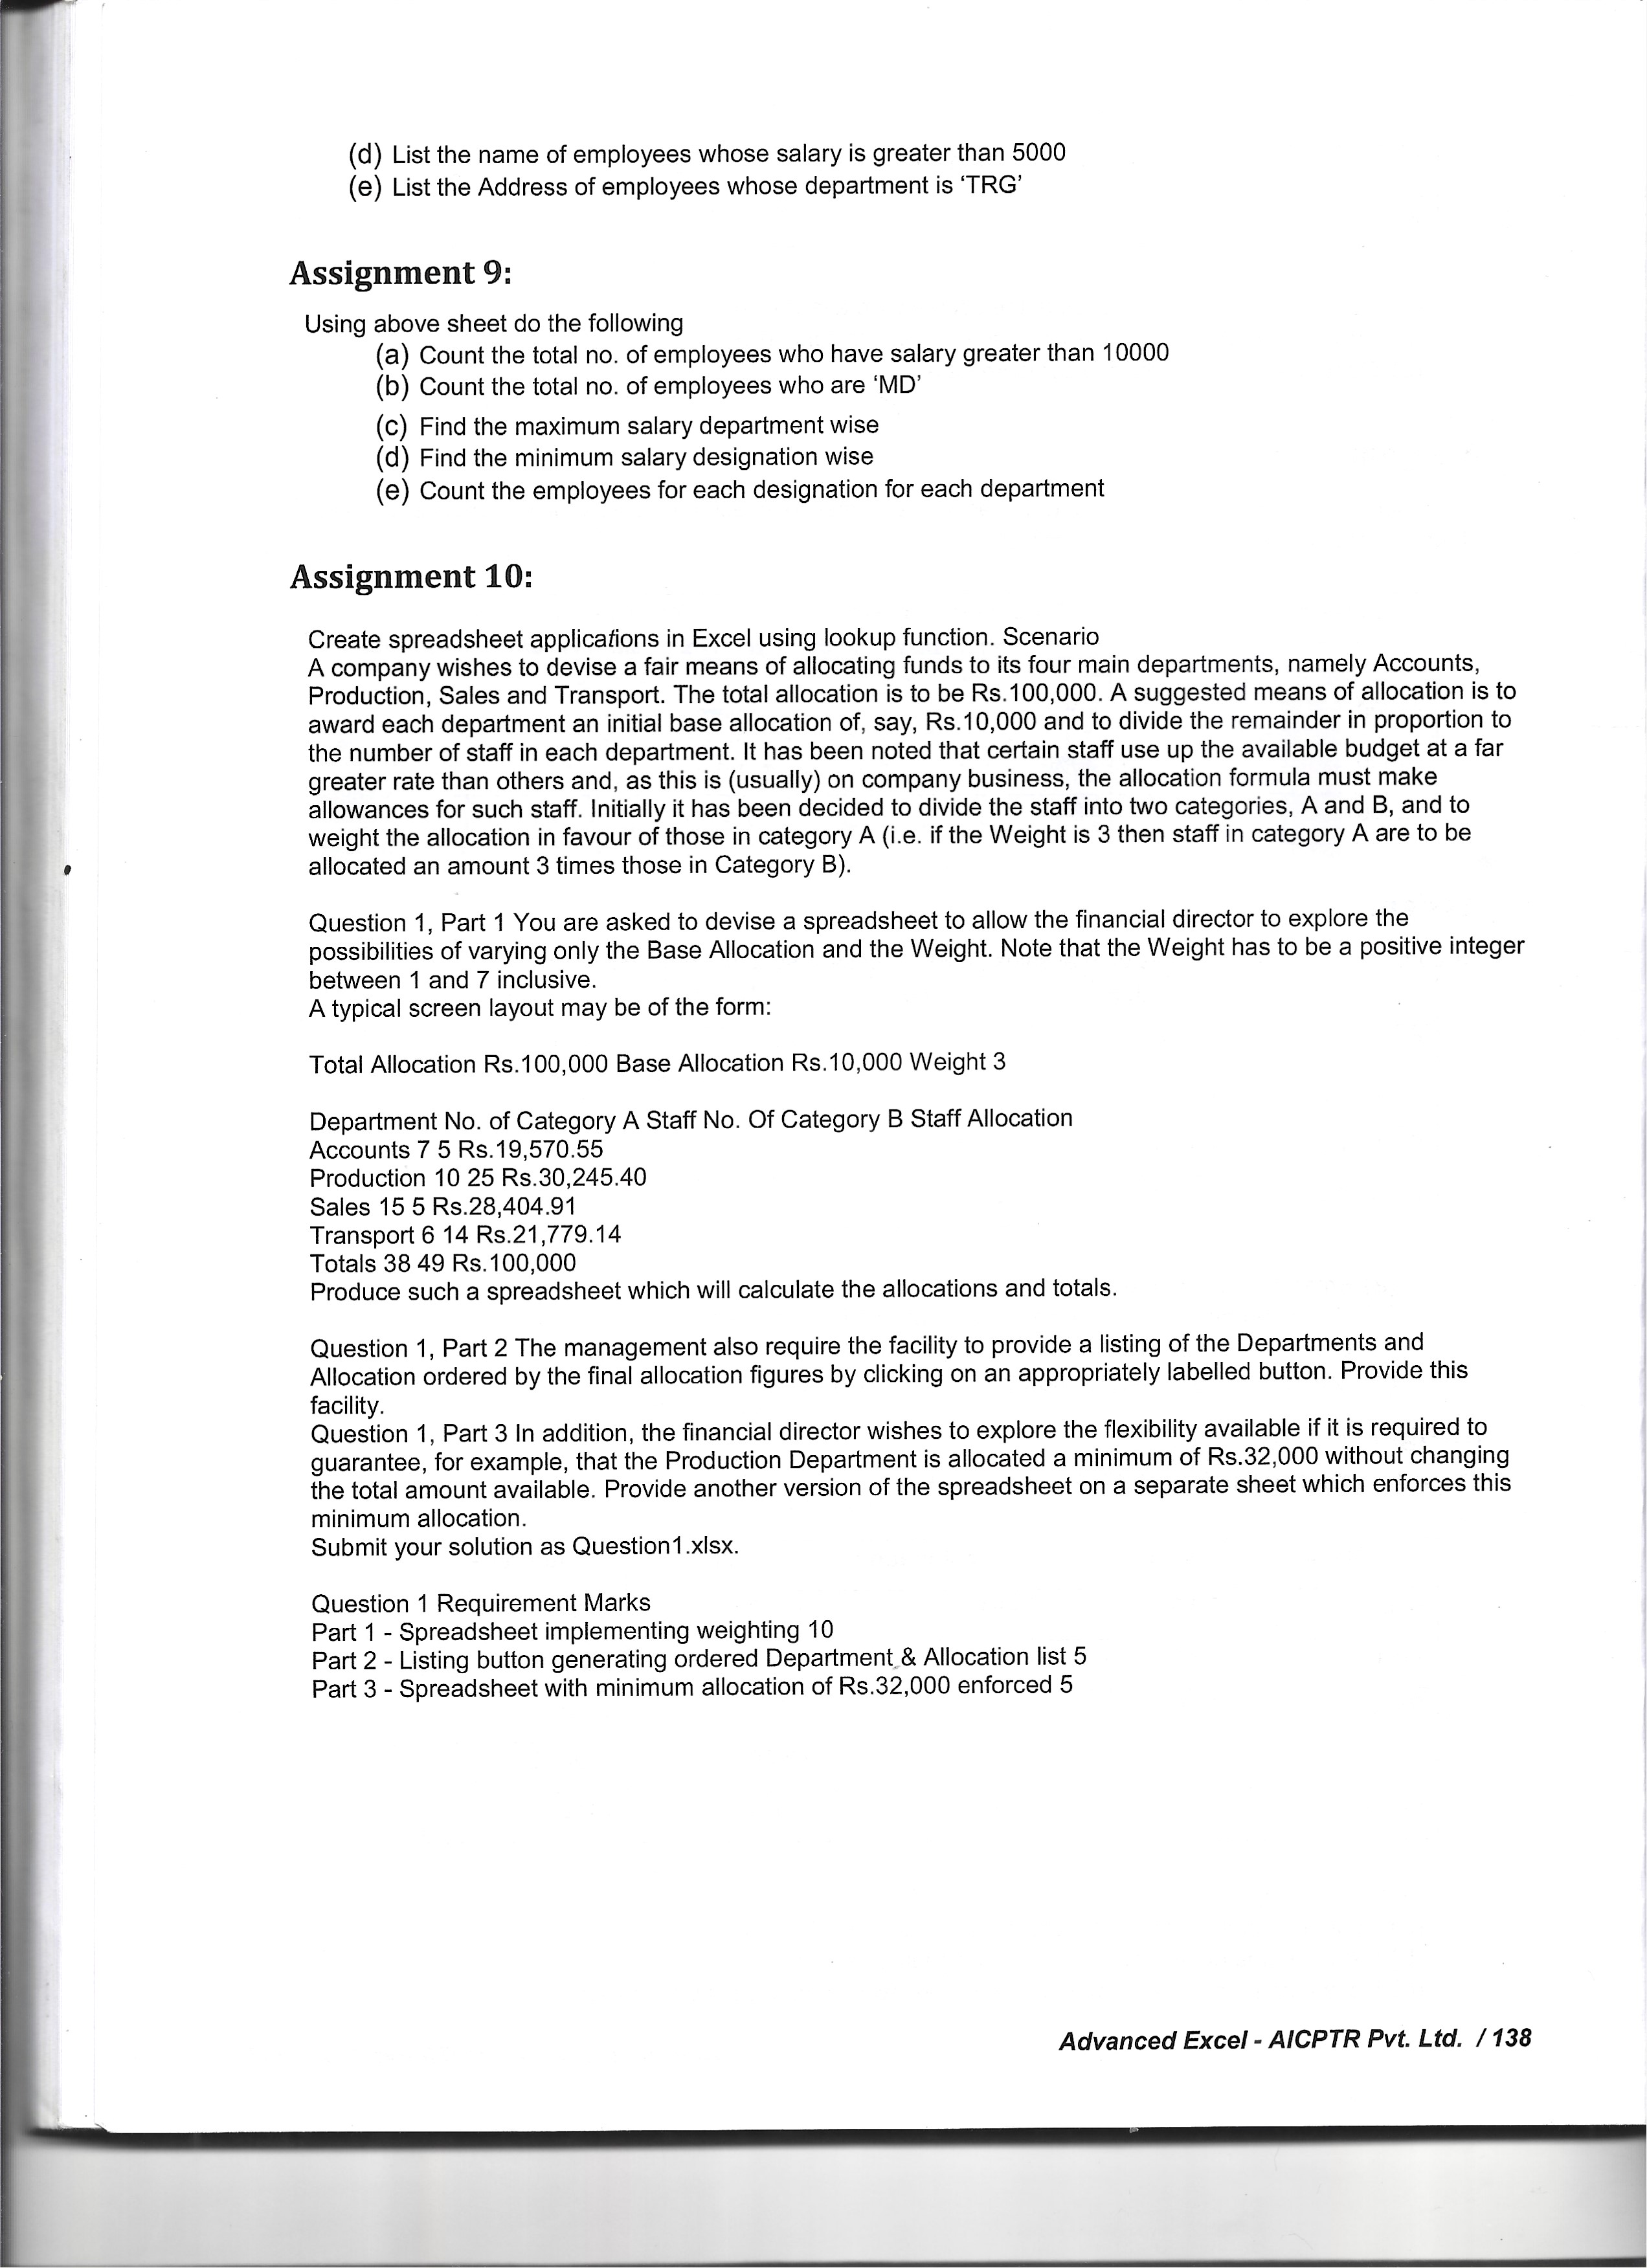 (d) List the name of employees whose salary is greater than 5000
(e) List the Address of employees whose department is ‘TRG’
Assignment 9:
Using above sheet do the following
(a) Count the total no. of employees who have salary greater than 10000
(b) Count the total no. of employees who are ‘MD’
(c) Find the maximum salary department wise
(d) Find the minimum salary designation wise
(e) Count the employees for each designation for each department
Assignment 10:
Create spreadsheet applications in Excel using lookup function. Scenario
A company wishes to devise a fair means of allocating funds to its four main departments, namely Accounts,
Production, Sales and Transport. The total allocation is to be Rs.100,000. A suggested means of allocation is to
award each department an initial base allocation of, say, Rs.10,000 and to divide the remainder in proportion to
the number of staff in each department. It has been noted that certain staff use up the available budget at a far
greater rate than others and, as this is (usually) on company business, the allocation formula must make
allowances for such staff. Initially it has been decided to divide the staff into two categories, A and B, and to
weight the allocation in favour of those in category A (i.e. if the Weight is 3 then staff in category A are to be
allocated an amount 3 times those in Category B).
Question 1, Part 1 You are asked to devise a spreadsheet to allow the financial director to explore the
possibilities of varying only the Base Allocation and the Weight. Note that the Weight has to be a positive integer
between 1 and 7 inclusive.
A typical screen layout may be of the form:
Total Allocation Rs.100,000 Base Allocation Rs.10,000 Weight 3
Department No. of Category A Staff No. Of Category B Staff Allocation
Accounts 7 5 Rs.19,570.55
Production 10 25 Rs.30,245.40
Sales 15 5 Rs.28,404.91
Transport 6 14 Rs.21,779.14
Totals 38 49 Rs.100,000
Produce such a spreadsheet which will calculate the allocations and totals.
Question 1, Part 2 The management also require the facility to provide a listing of the Departments and
Allocation ordered by the final allocation figures by clicking on an appropriately labelled button. Provide this
facility.
Question 1, Part 3 In addition, the financial director wishes to explore the flexibility available if it is required to
guarantee, for example, that the Production Department is allocated a minimum of Rs.32,000 without changing
the total amount available. Provide another version of the spreadsheet on a separate sheet which enforces this
minimum allocation.
Submit your solution as Question1.xlsx.
Question 1 Requirement Marks
Part 1 - Spreadsheet implementing weighting 10
Part 2 - Listing button generating ordered Department & Allocation list 5
Part 3 - Spreadsheet with minimum allocation of Rs.32,000 enforced 5
Advanced Excel - AICPTR Pvt. Ltd. / 138